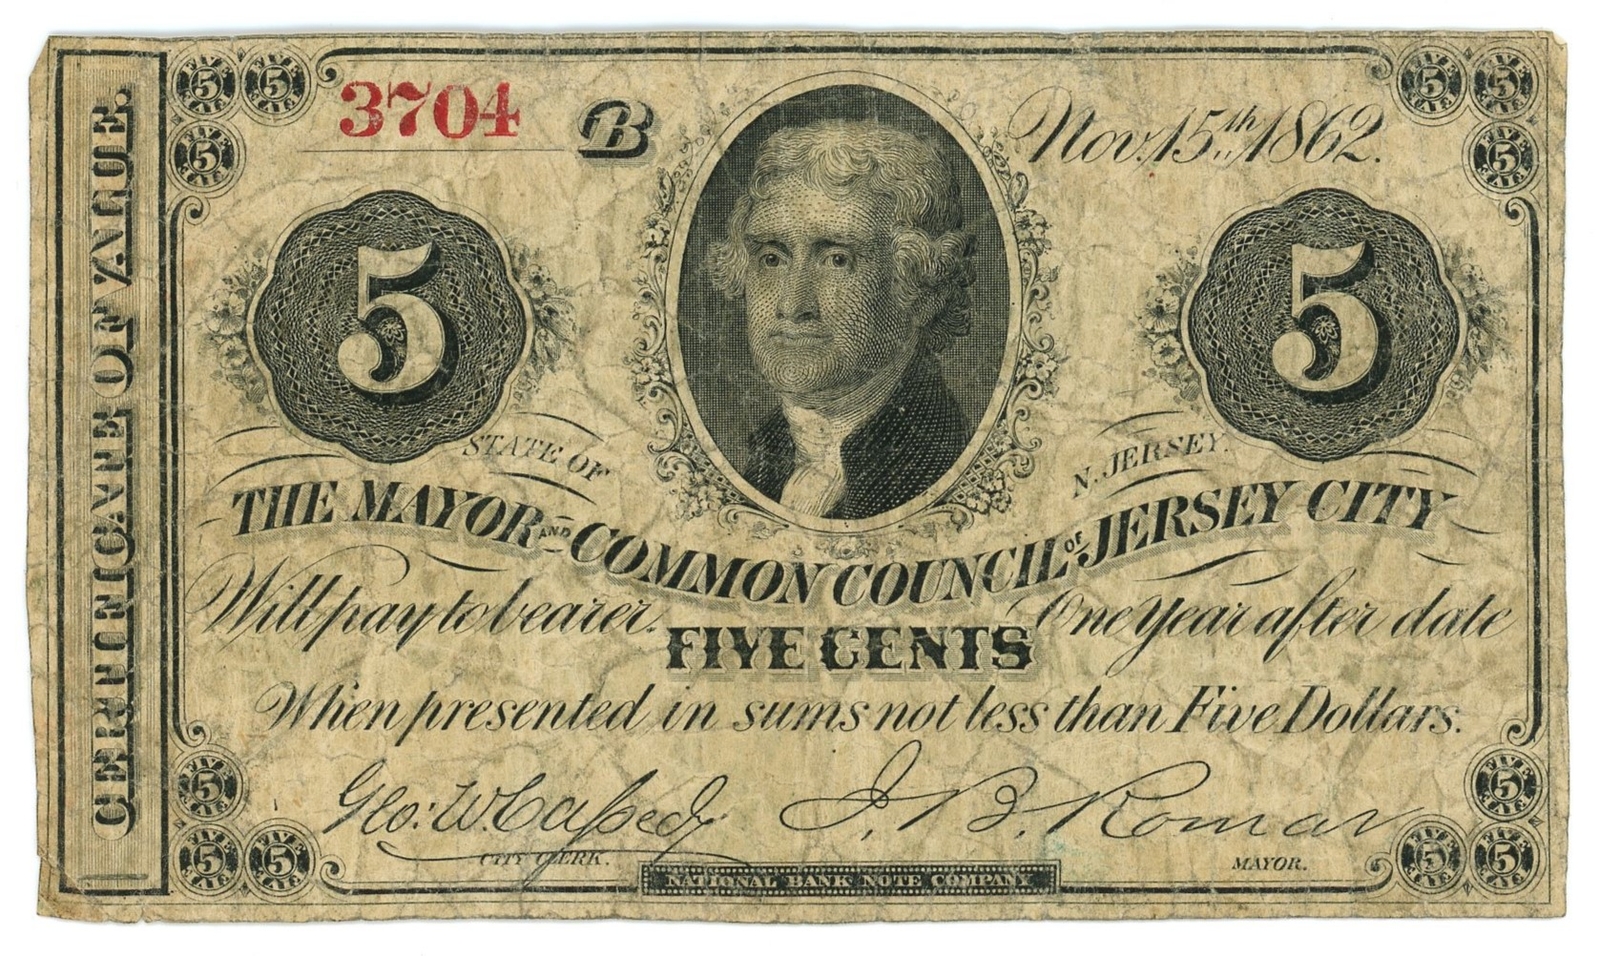 CERTIFICATE OF VALUE.
3704
B
Nov. 15th 1862.
5
5
STATE OF N. JERSEY.
THE MAYOR AND COMMON COUNCIL OF JERSEY CITY
Will pay to bearer. One Year after date
FIVE CENTS
When presented in sums not less than Five Dollars.
Geo: W. Cassedy J. B. Romar
CITY CLERK. MAYOR.
NATIONAL BANK NOTE COMPANY